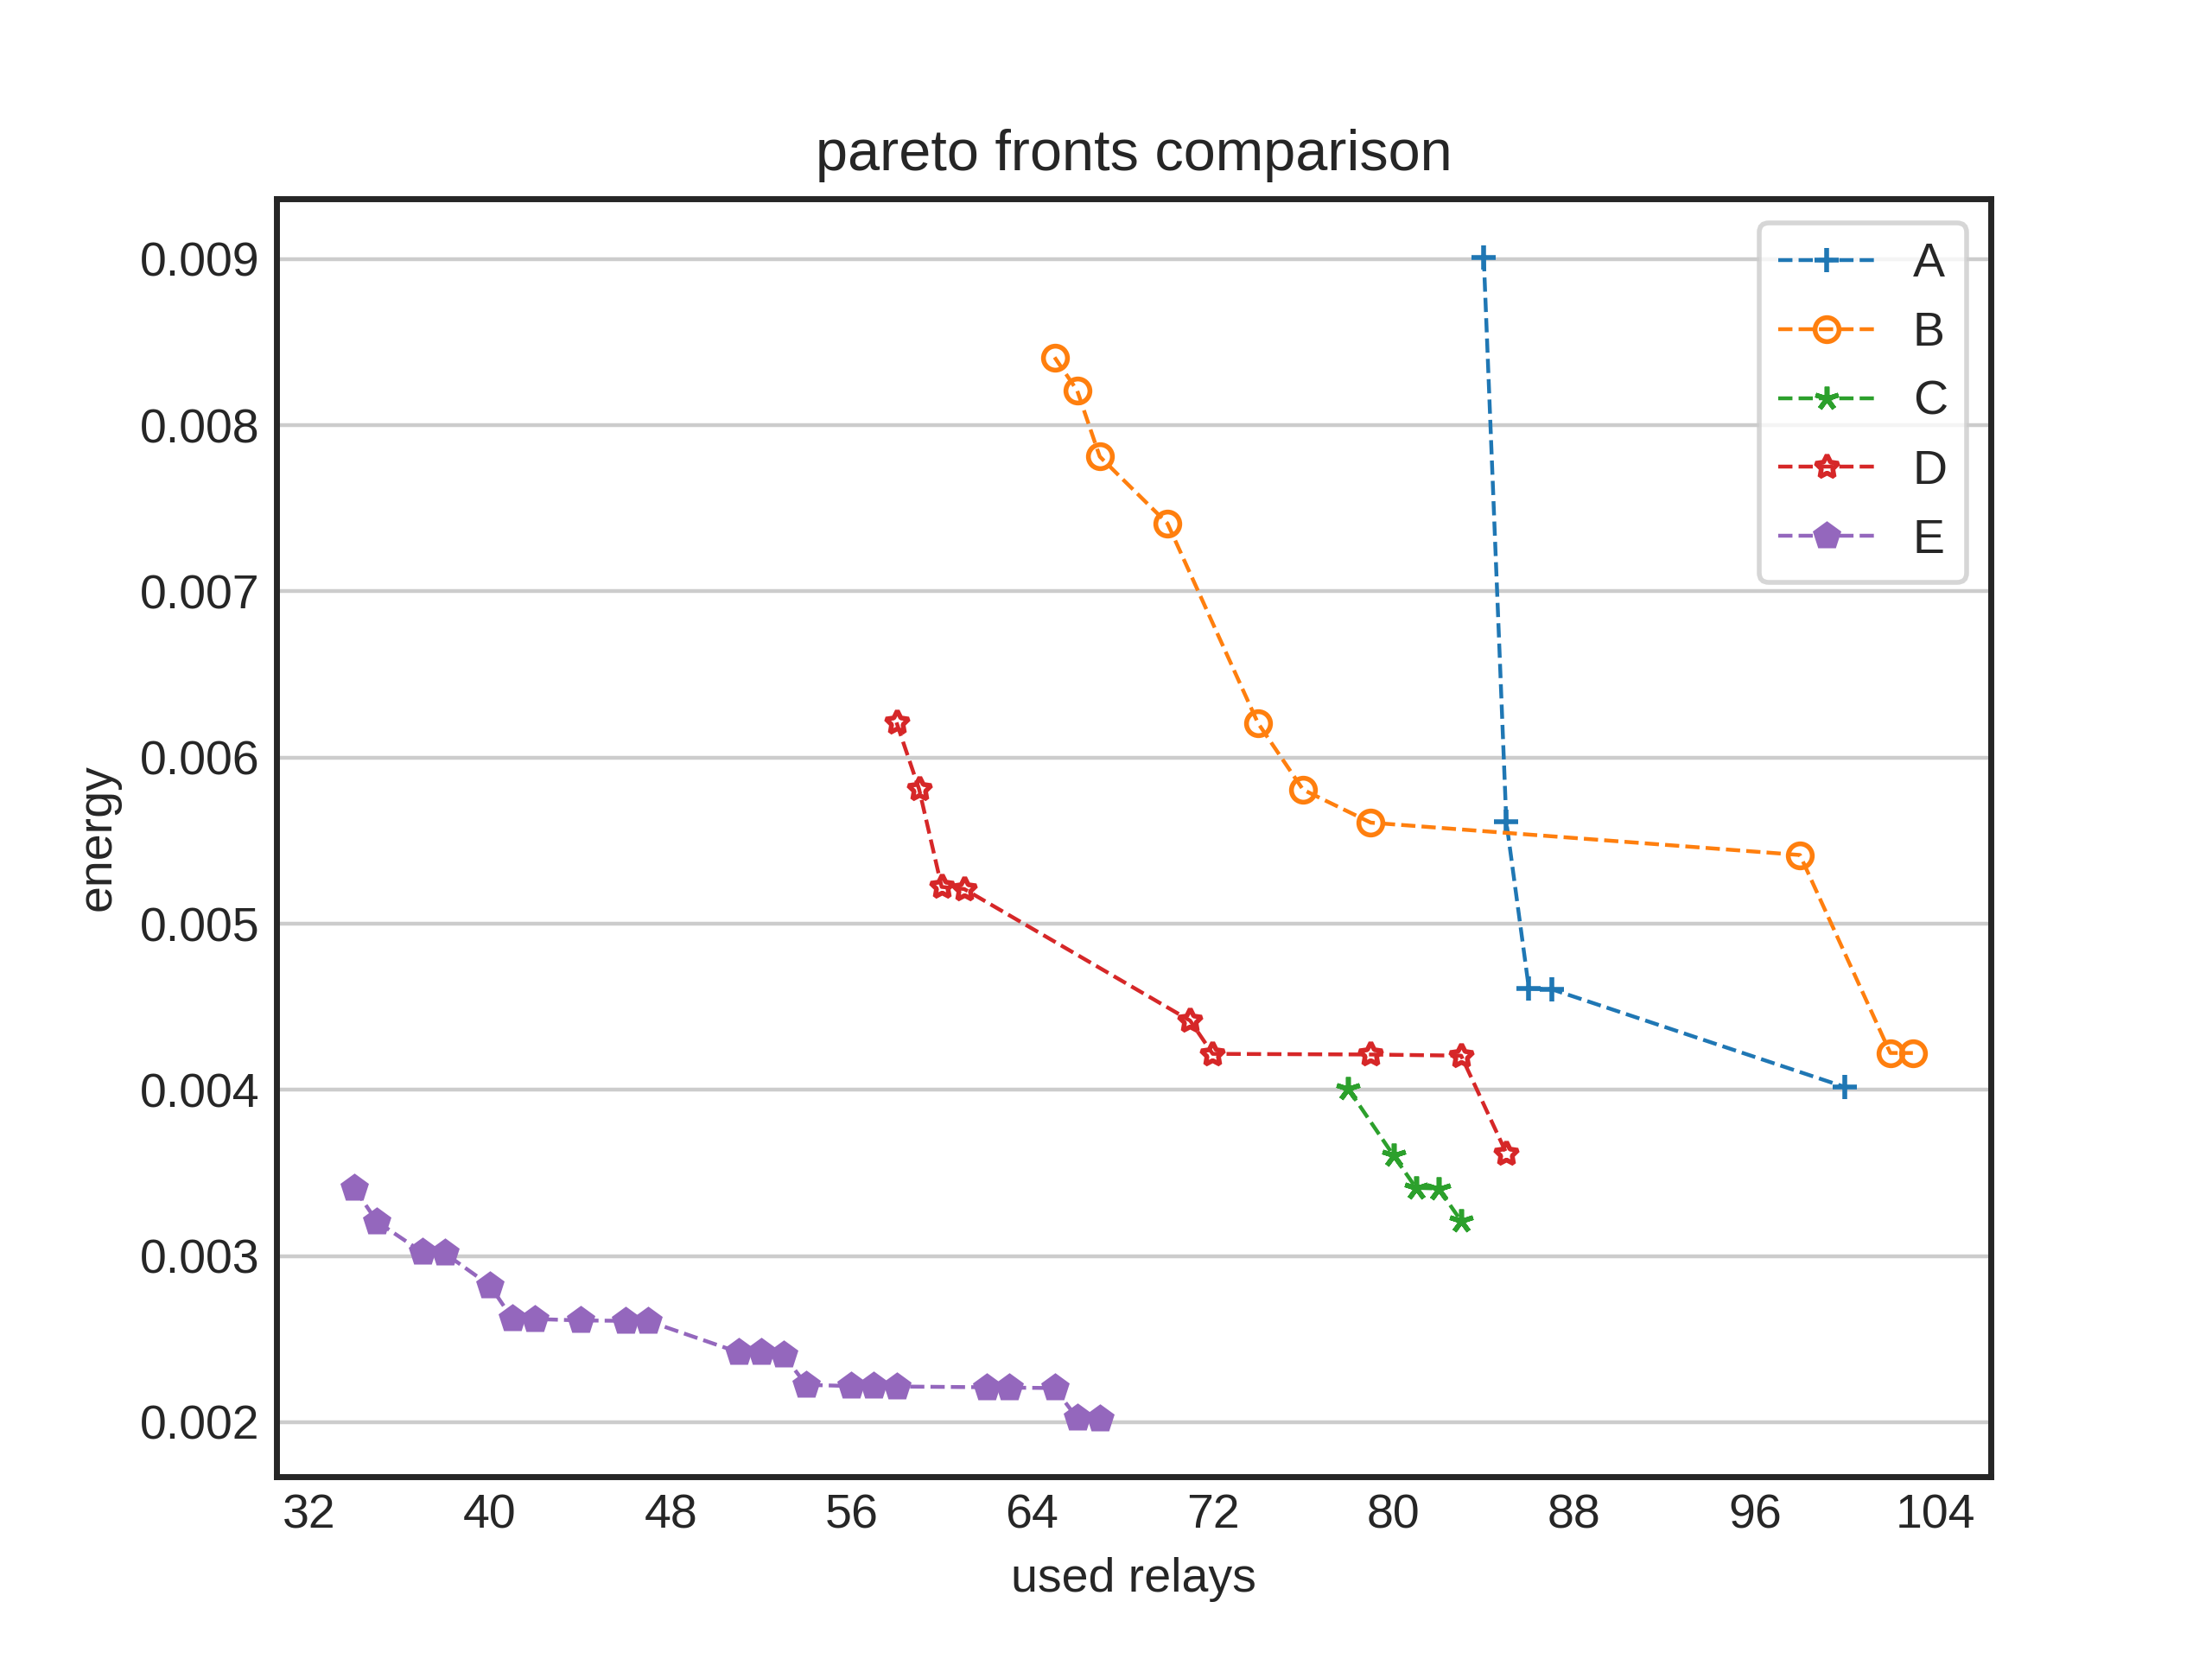 pareto fronts comparison
0.009
0.008
0.007
0.006
0.005
0.004
0.003
0.002
energy
A
B
C
D
E
32 40 48 56 64 72 80 88 96 104
used relays